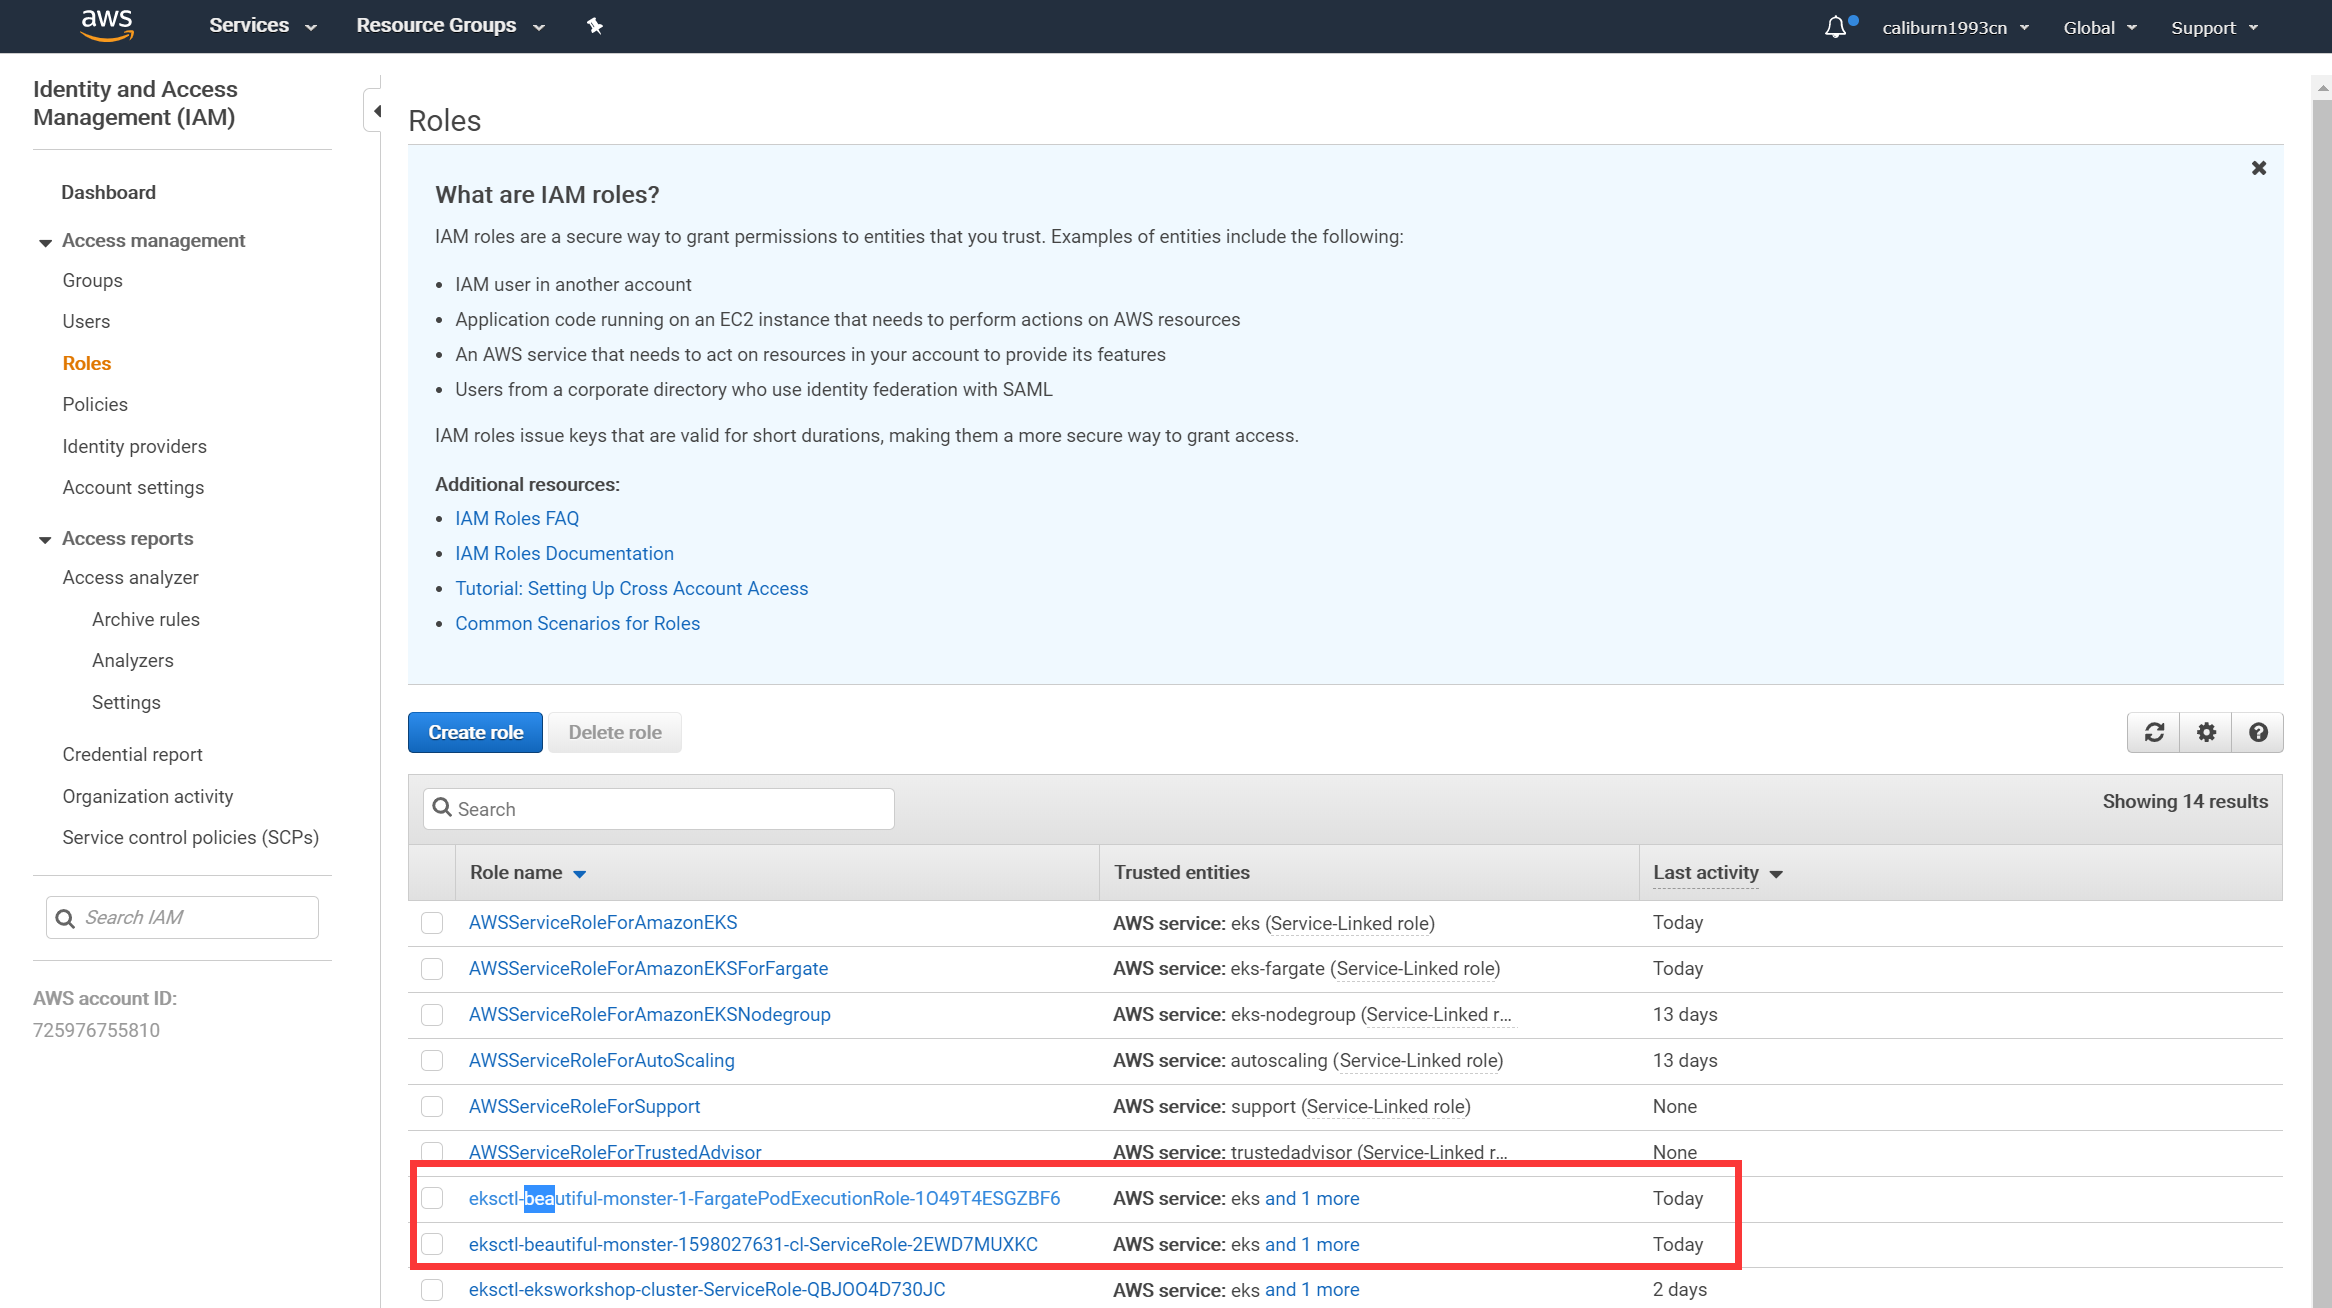 aws
Services
Resource Groups
caliburn1993cn
Global
Support
Identity and Access
Management (IAM)
Dashboard
Access management
Groups
Users
Roles
Policies
Identity providers
Account settings
Access reports
Access analyzer
Archive rules
Analyzers
Settings
Credential report
Organization activity
Service control policies (SCPs)
Search IAM
AWS account ID:
725976755810
Roles
What are IAM roles?
IAM roles are a secure way to grant permissions to entities that you trust. Examples of entities include the following:
• IAM user in another account
• Application code running on an EC2 instance that needs to perform actions on AWS resources
• An AWS service that needs to act on resources in your account to provide its features
• Users from a corporate directory who use identity federation with SAML
IAM roles issue keys that are valid for short durations, making them a more secure way to grant access.
Additional resources:
• IAM Roles FAQ
• IAM Roles Documentation
• Tutorial: Setting Up Cross Account Access
• Common Scenarios for Roles
Create role
Delete role
Search
Showing 14 results
Role name Trusted entities Last activity
AWSServiceRoleForAmazonEKS AWS service: eks (Service-Linked role) Today
AWSServiceRoleForAmazonEKSForFargate AWS service: eks-fargate (Service-Linked role) Today
AWSServiceRoleForAmazonEKSNodegroup AWS service: eks-nodegroup (Service-Linked r... 13 days
AWSServiceRoleForAutoScaling AWS service: autoscaling (Service-Linked role) 13 days
AWSServiceRoleForSupport AWS service: support (Service-Linked role) None
AWSServiceRoleForTrustedAdvisor AWS service: trustedadvisor (Service-Linked r... None
eksctl-beautiful-monster-1-FargatePodExecutionRole-1O49T4ESGZBF6 AWS service: eks and 1 more Today
eksctl-beautiful-monster-1598027631-cl-ServiceRole-2EWD7MUXKC AWS service: eks and 1 more Today
eksctl-eksworkshop-cluster-ServiceRole-QBJOO4D730JC AWS service: eks and 1 more 2 days